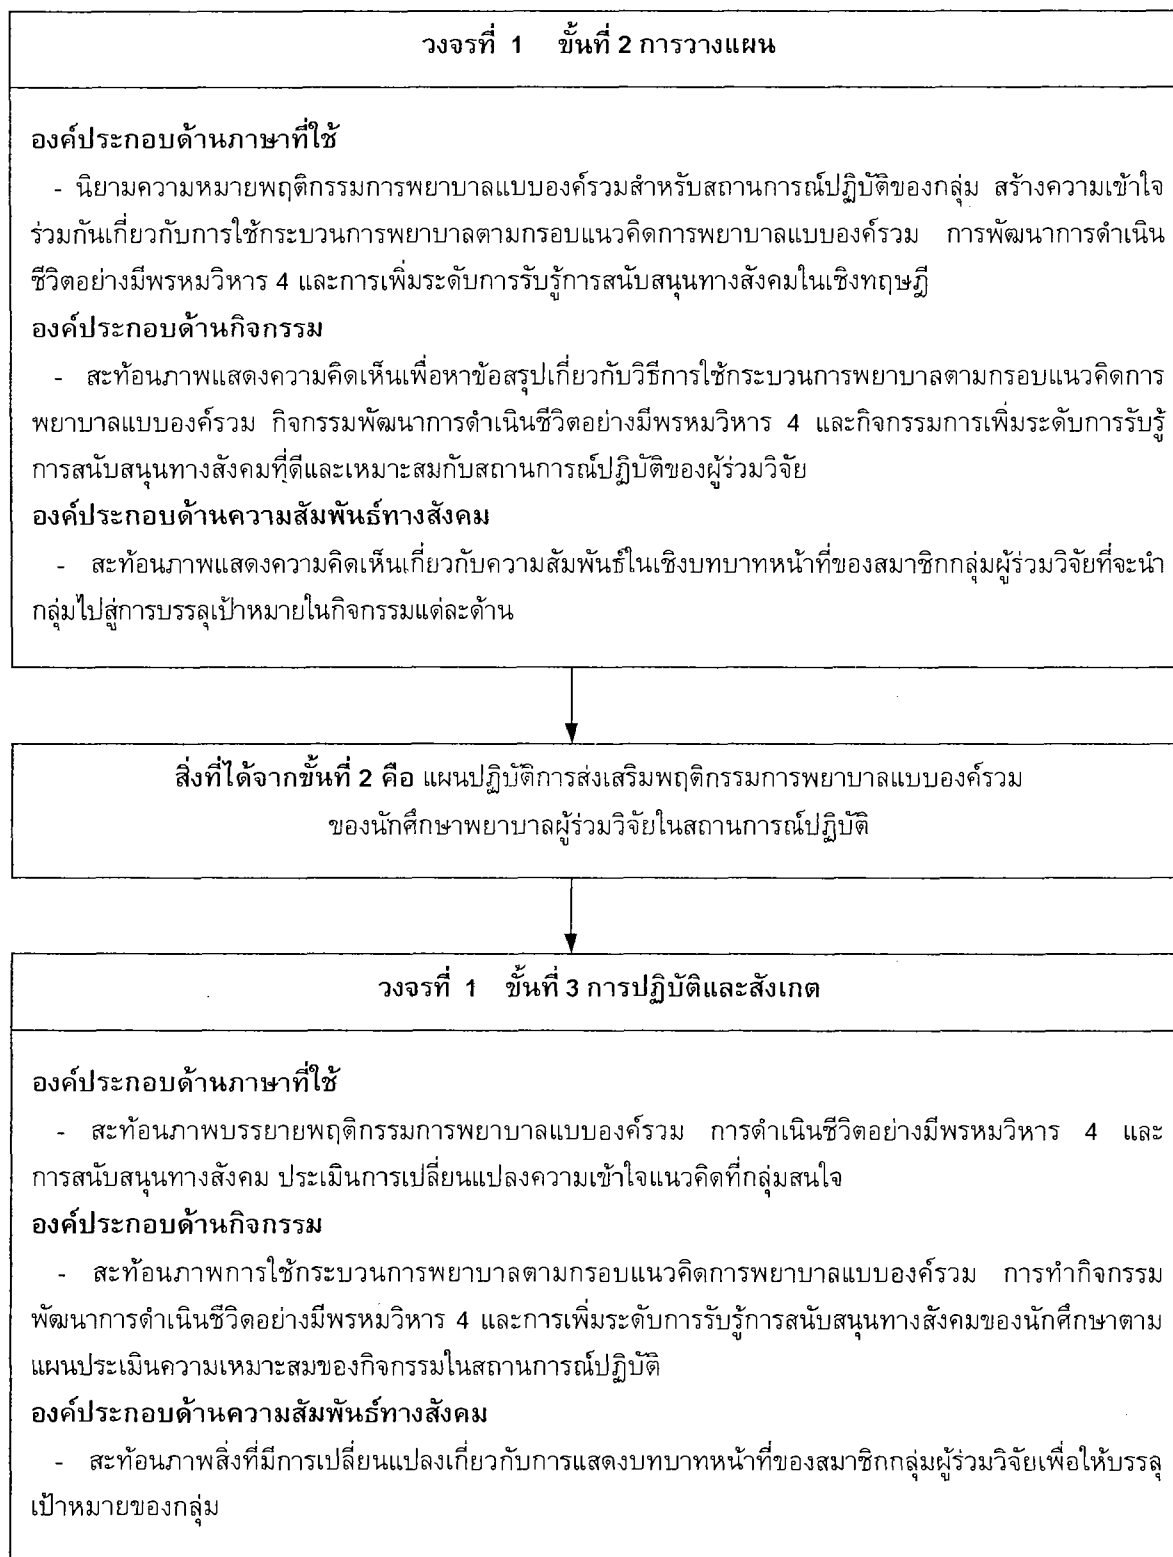 วงจรที่ 1 ขั้นที่ 2 การวางแผน
องค์ประกอบด้านภาษาที่ใช้
- นิยามความหมายพฤติกรรมการพยาบาลแบบองค์รวมสำหรับสถานการณ์ปฏิบัติของกลุ่ม สร้างความเข้าใจ
ร่วมกันเกี่ยวกับการใช้กระบวนการพยาบาลตามกรอบแนวคิดการพยาบาลแบบองค์รวม การพัฒนาการดำเนิน
ชีวิตอย่างมีพรหมวิหาร 4 และการเพิ่มระดับการรับรู้การสนับสนุนทางสังคมในเชิงทฤษฎี
องค์ประกอบด้านกิจกรรม
- สะท้อนภาพแสดงความคิดเห็นเพื่อหาข้อสรุปเกี่ยวกับวิธีการใช้กระบวนการพยาบาลตามกรอบแนวคิดการ
พยาบาลแบบองค์รวม กิจกรรมพัฒนาการดำเนินชีวิตอย่างมีพรหมวิหาร 4 และกิจกรรมการเพิ่มระดับการรับรู้
การสนับสนุนทางสังคมที่ดีและเหมาะสมกับสถานการณ์ปฏิบัติของผู้ร่วมวิจัย
องค์ประกอบด้านความสัมพันธ์ทางสังคม
- สะท้อนภาพแสดงความคิดเห็นเกี่ยวกับความสัมพันธ์ในเชิงบทบาทหน้าที่ของสมาชิกกลุ่มผู้ร่วมวิจัยที่จะนำ
กลุ่มไปสู่การบรรลุเป้าหมายในกิจกรรมแต่ละด้าน
สิ่งที่ได้จากขั้นที่ 2 คือ แผนปฏิบัติการส่งเสริมพฤติกรรมการพยาบาลแบบองค์รวม
ของนักศึกษาพยาบาลผู้ร่วมวิจัยในสถานการณ์ปฏิบัติ
วงจรที่ 1 ขั้นที่ 3 การปฏิบัติและสังเกต
องค์ประกอบด้านภาษาที่ใช้
- สะท้อนภาพบรรยายพฤติกรรมการพยาบาลแบบองค์รวม การดำเนินชีวิตอย่างมีพรหมวิหาร 4 และ
การสนับสนุนทางสังคม ประเมินการเปลี่ยนแปลงความเข้าใจแนวคิดที่กลุ่มสนใจ
องค์ประกอบด้านกิจกรรม
- สะท้อนภาพการใช้กระบวนการพยาบาลตามกรอบแนวคิดการพยาบาลแบบองค์รวม การทำกิจกรรม
พัฒนาการดำเนินชีวิตอย่างมีพรหมวิหาร 4 และการเพิ่มระดับการรับรู้การสนับสนุนทางสังคมของนักศึกษาตาม
แผนประเมินความเหมาะสมของกิจกรรมในสถานการณ์ปฏิบัติ
องค์ประกอบด้านความสัมพันธ์ทางสังคม
- สะท้อนภาพสิ่งที่มีการเปลี่ยนแปลงเกี่ยวกับการแสดงบทบาทหน้าที่ของสมาชิกกลุ่มผู้ร่วมวิจัยเพื่อให้บรรลุ
เป้าหมายของกลุ่ม